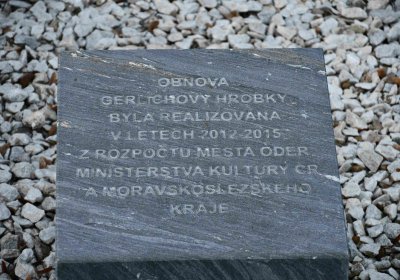 OBNOVA
GERLICHOVY HROBKY
BYLA REALIZOVÁNA
V LETECH 2012-2015
Z ROZPOČTU MĚSTA ODER
MINISTERSTVA KULTURY ČR
A MORAVSKOSLEZSKÉHO
KRAJE